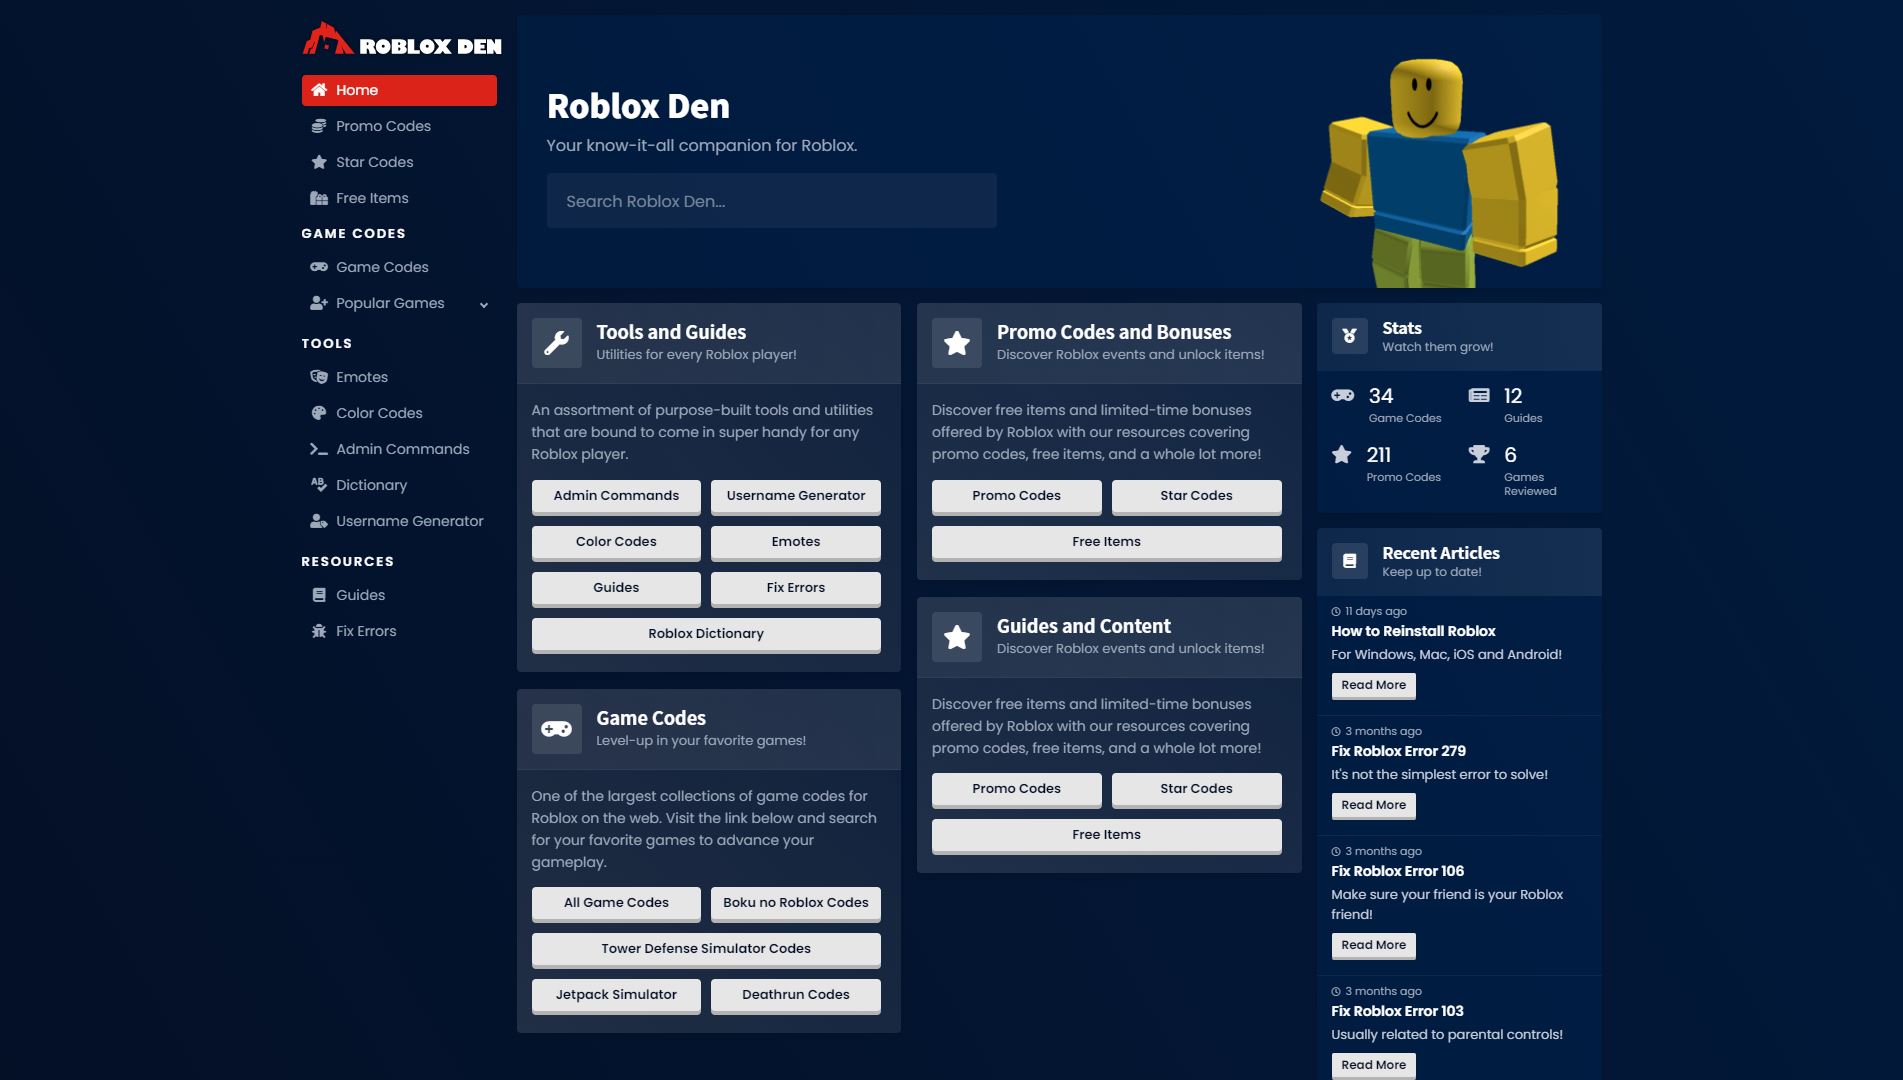 ROBLOX DEN
Home
Promo Codes
Star Codes
Free Items
GAME CODES
Game Codes
Popular Games
TOOLS
Emotes
Color Codes
Admin Commands
Dictionary
Username Generator
RESOURCES
Guides
Fix Errors
Roblox Den
Your know-it-all companion for Roblox.
Search Roblox Den...
Tools and Guides
Utilities for every Roblox player!
An assortment of purpose-built tools and utilities
that are bound to come in super handy for any
Roblox player.
Admin Commands
Username Generator
Color Codes
Emotes
Guides
Fix Errors
Roblox Dictionary
Game Codes
Level-up in your favorite games!
One of the largest collections of game codes for
Roblox on the web. Visit the link below and search
for your favorite games to advance your
gameplay.
All Game Codes
Boku no Roblox Codes
Tower Defense Simulator Codes
Jetpack Simulator
Deathrun Codes
Promo Codes and Bonuses
Discover Roblox events and unlock items!
Discover free items and limited-time bonuses
offered by Roblox with our resources covering
promo codes, free items, and a whole lot more!
Promo Codes
Star Codes
Free Items
Guides and Content
Discover Roblox events and unlock items!
Discover free items and limited-time bonuses
offered by Roblox with our resources covering
promo codes, free items, and a whole lot more!
Promo Codes
Star Codes
Free Items
Stats
Watch them grow!
34
Game Codes
12
Guides
211
Promo Codes
6
Games
Reviewed
Recent Articles
Keep up to date!
11 days ago
How to Reinstall Roblox
For Windows, Mac, iOS and Android!
Read More
3 months ago
Fix Roblox Error 279
It's not the simplest error to solve!
Read More
3 months ago
Fix Roblox Error 106
Make sure your friend is your Roblox
friend!
Read More
3 months ago
Fix Roblox Error 103
Usually related to parental controls!
Read More